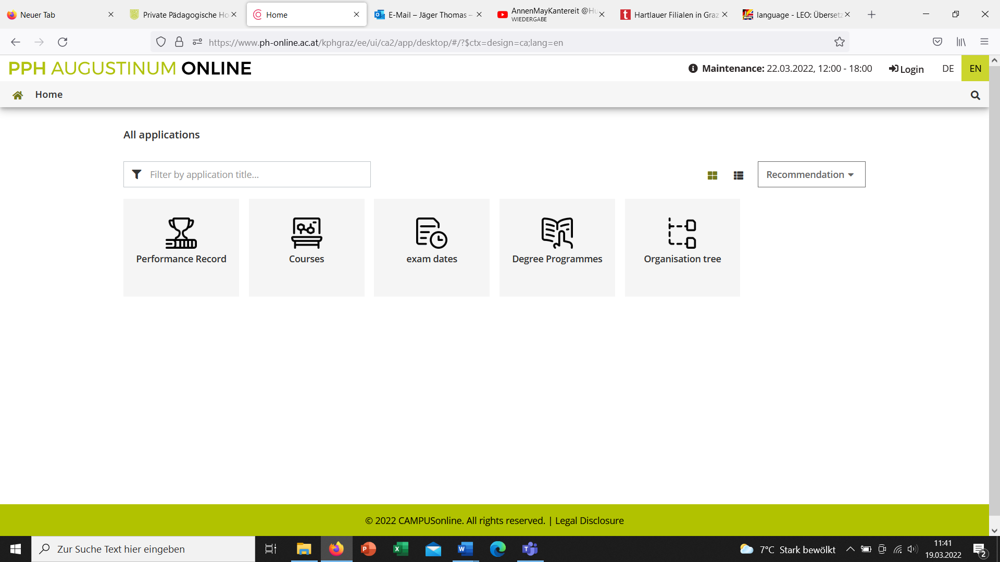 Neuer Tab
Private Pädagogische Ho
Home
E-Mail – Jäger Thomas –
AnnenMayKantereit @Hu
WIEDERGABE
Hartlauer Filialen in Graz
language - LEO: Übersetz
https://www.ph-online.ac.at/kphgraz/ee/ui/ca2/app/desktop/#/?$ctx=design=ca;lang=en
PPH AUGUSTINUM ONLINE
Maintenance: 22.03.2022, 12:00 - 18:00
Login
DE
EN
Home
All applications
Filter by application title...
Recommendation
Performance Record
Courses
exam dates
Degree Programmes
Organisation tree
© 2022 CAMPUSonline. All rights reserved. | Legal Disclosure
Zur Suche Text hier eingeben
7°C Stark bewölkt
11:41
19.03.2022
2